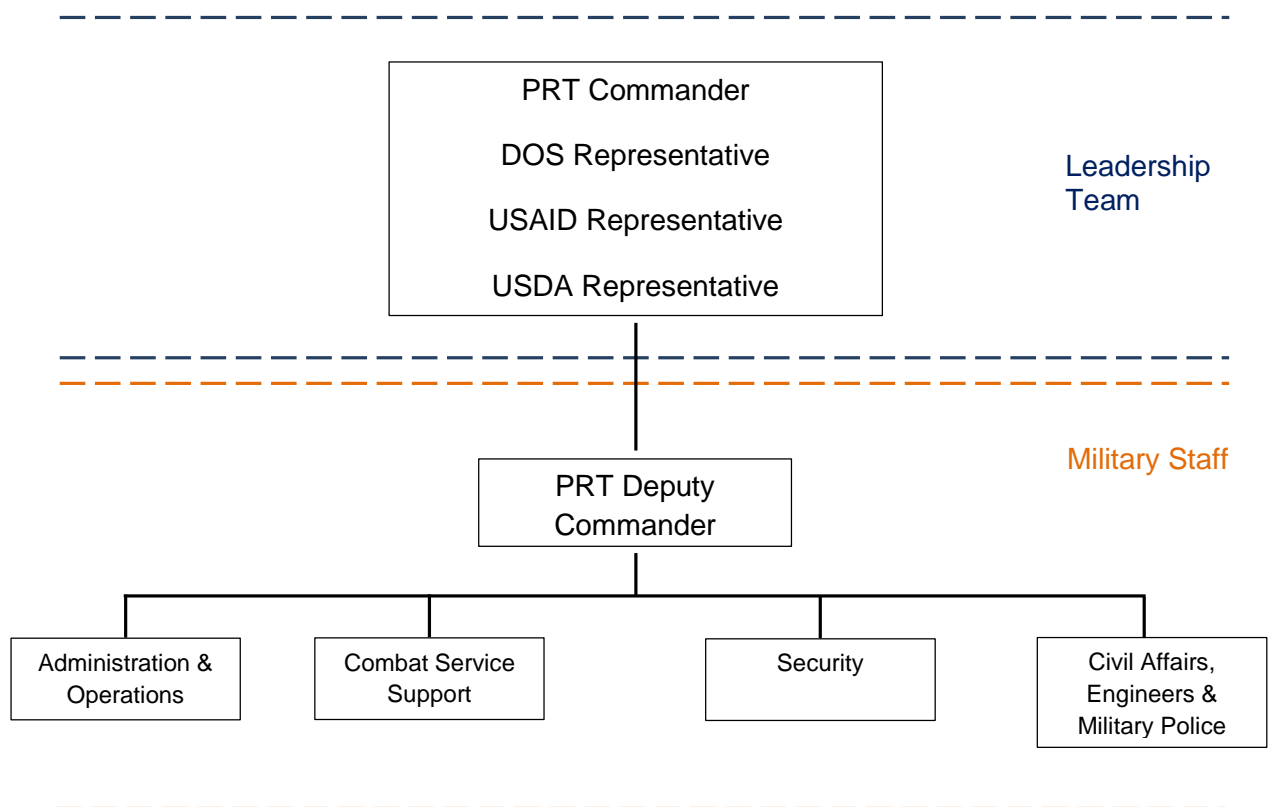 PRT Commander
DOS Representative
USAID Representative
USDA Representative
Leadership
Team
Military Staff
PRT Deputy
Commander
Administration &
Operations
Combat Service
Support
Security
Civil Affairs,
Engineers &
Military Police